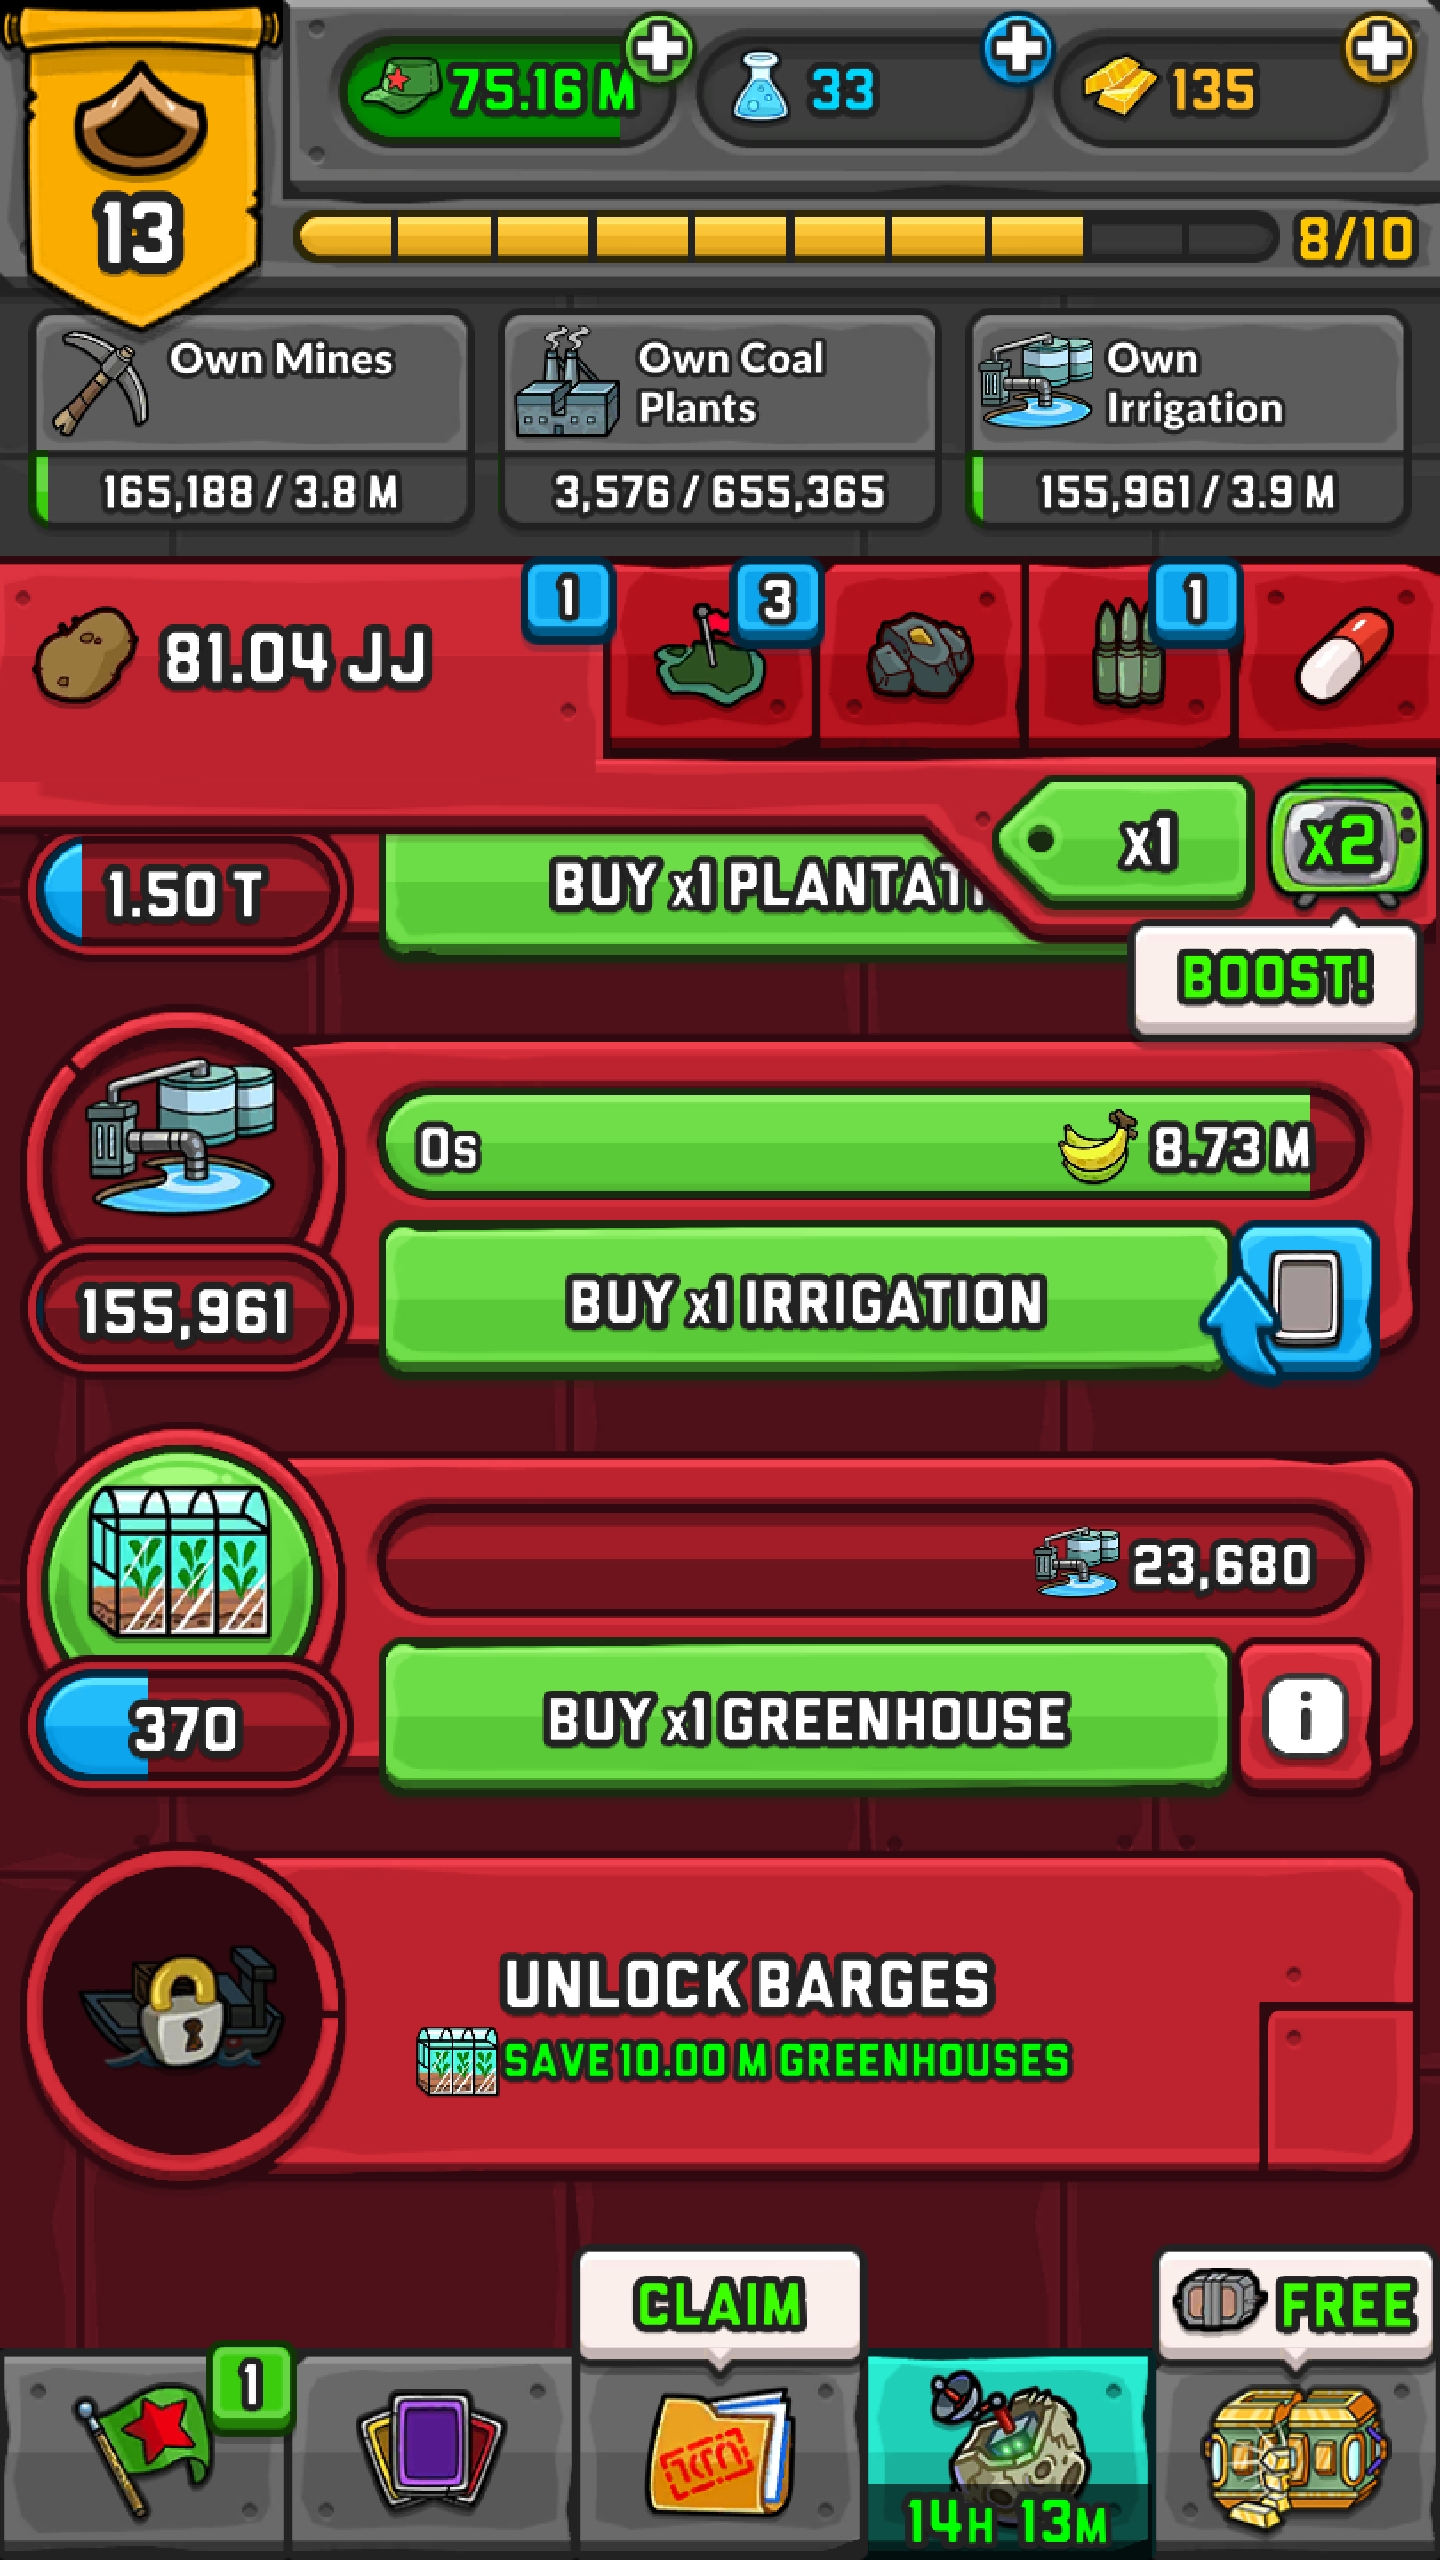 75.16 M
33
135
13
8/10
Own Mines
165,188 / 3.8 M
Own Coal
Plants
3,576 / 655,365
Own
Irrigation
155,961 / 3.9 M
81.04 JJ
1
3
1
x1
x2
BOOST!
1.50 T
BUY x1
0s
8.73 M
155,961
BUY x1 IRRIGATION
23,680
370
BUY x1 GREENHOUSE
i
UNLOCK BARGES
SAVE 10.00 M GREENHOUSES
CLAIM
FREE
1
14H 13M